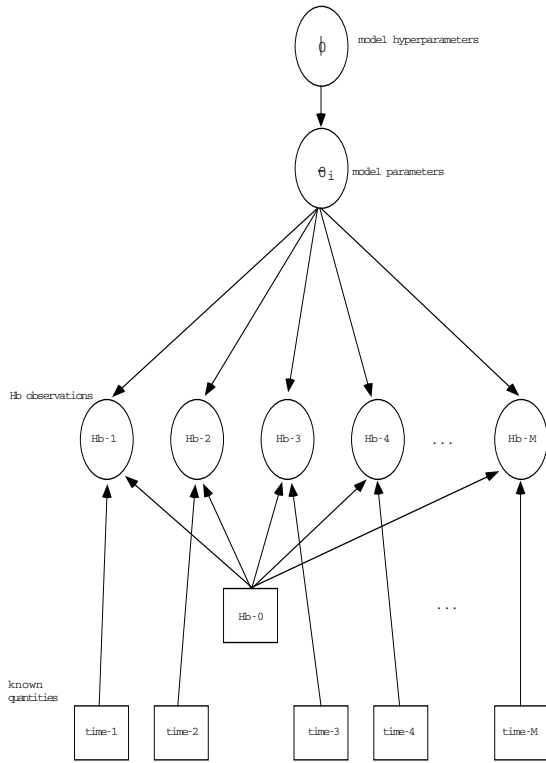 ϕ
model hyperparameters
θi
model parameters
Hb observations
Hb-1
Hb-2
Hb-3
Hb-4
...
Hb-M
Hb-0
...
known
quantities
time-1
time-2
time-3
time-4
time-M